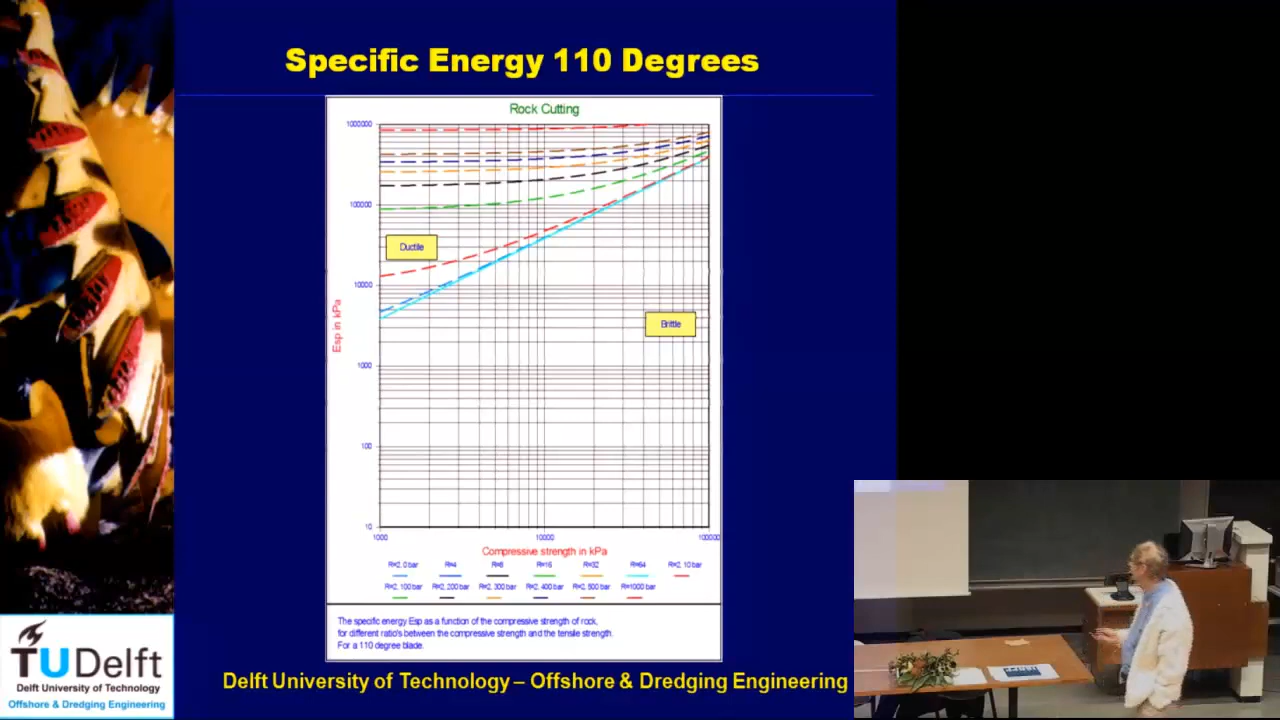 Specific Energy 110 Degrees
Rock Cutting
1000000
100000
10000
1000
100
10
Esp in kPa
Ductile
Brittle
1000 10000 100000
Compressive strength in kPa
R=2, 0 bar R=4 R=8 R=16 R=32 R=64 R=2, 10 bar
R=2, 100 bar R=2, 200 bar R=2, 300 bar R=2, 400 bar R=2, 500 bar R=1000 bar
The specific energy Esp as a function of the compressive strength of rock,
for different ratio's between the compressive strength and the tensile strength.
For a 110 degree blade.
TUDelft
Delft University of Technology
Offshore & Dredging Engineering
Delft University of Technology – Offshore & Dredging Engineering